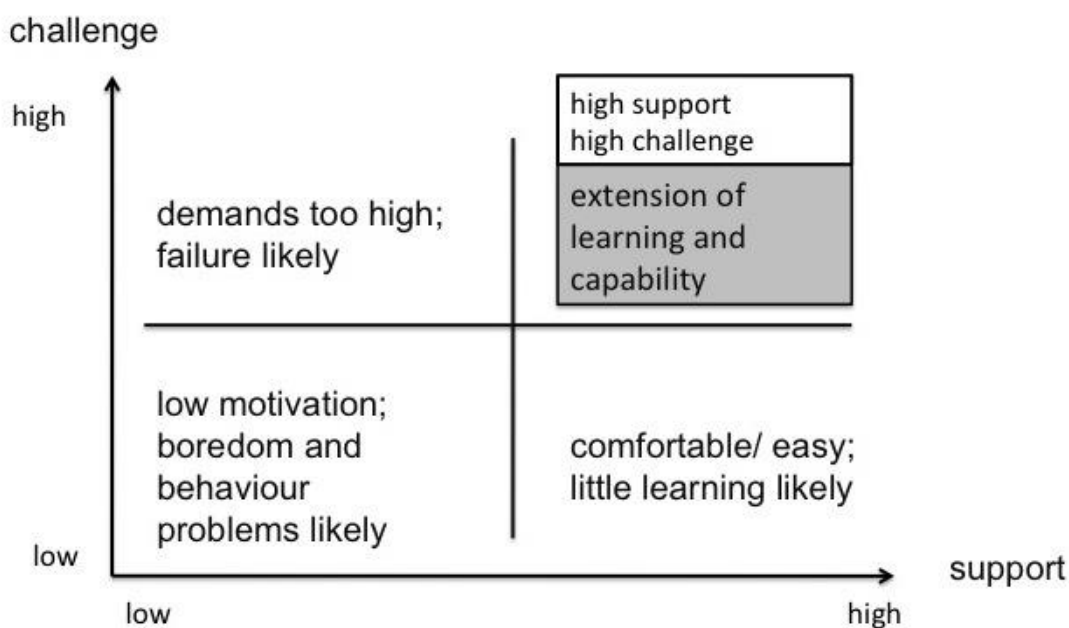 challenge
high
high support
high challenge
demands too high;
failure likely
extension of
learning and
capability
low motivation;
boredom and
behaviour
problems likely
comfortable/ easy;
little learning likely
low
support
low
high